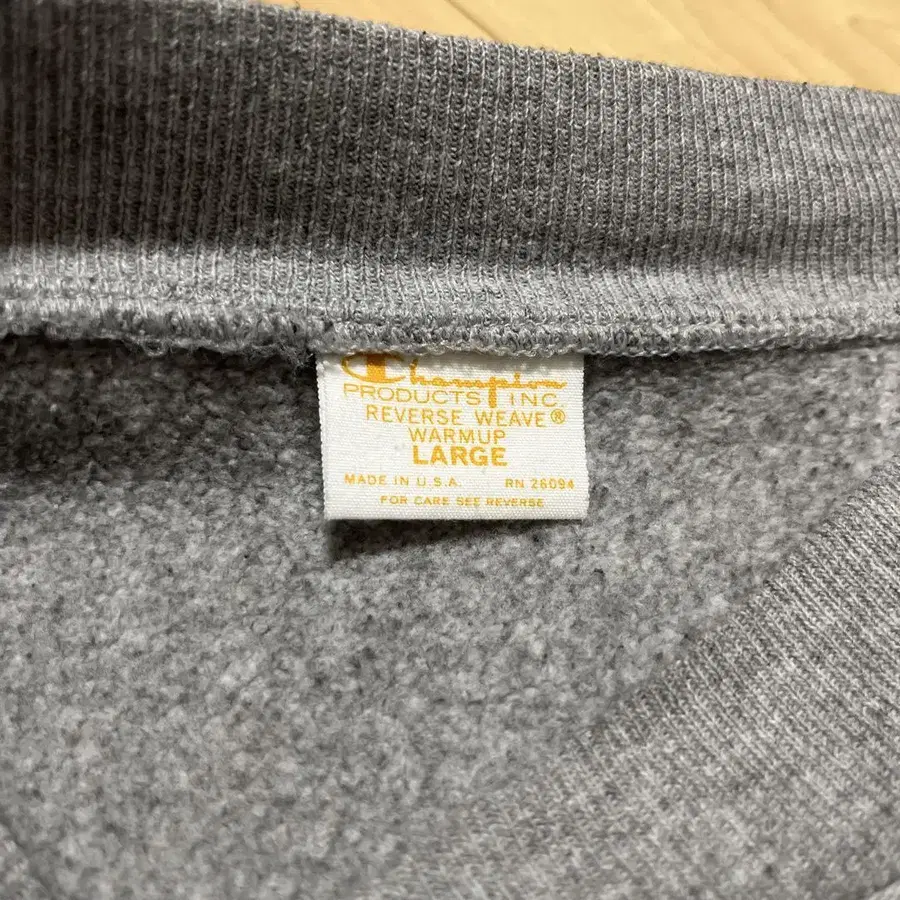 Champion
PRODUCTS INC
REVERSE WEAVE®
WARMUP
LARGE
MADE IN U.S.A. RN 26094
FOR CARE SEE REVERSE